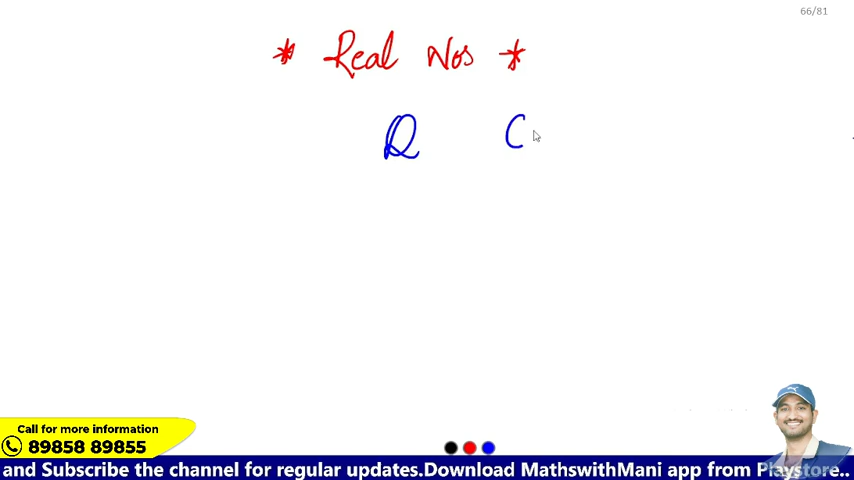 66/81
* Real Nos *
Q C
Call for more information
89858 89855
and Subscribe the channel for regular updates.Download MathswithMani app from Playstore..